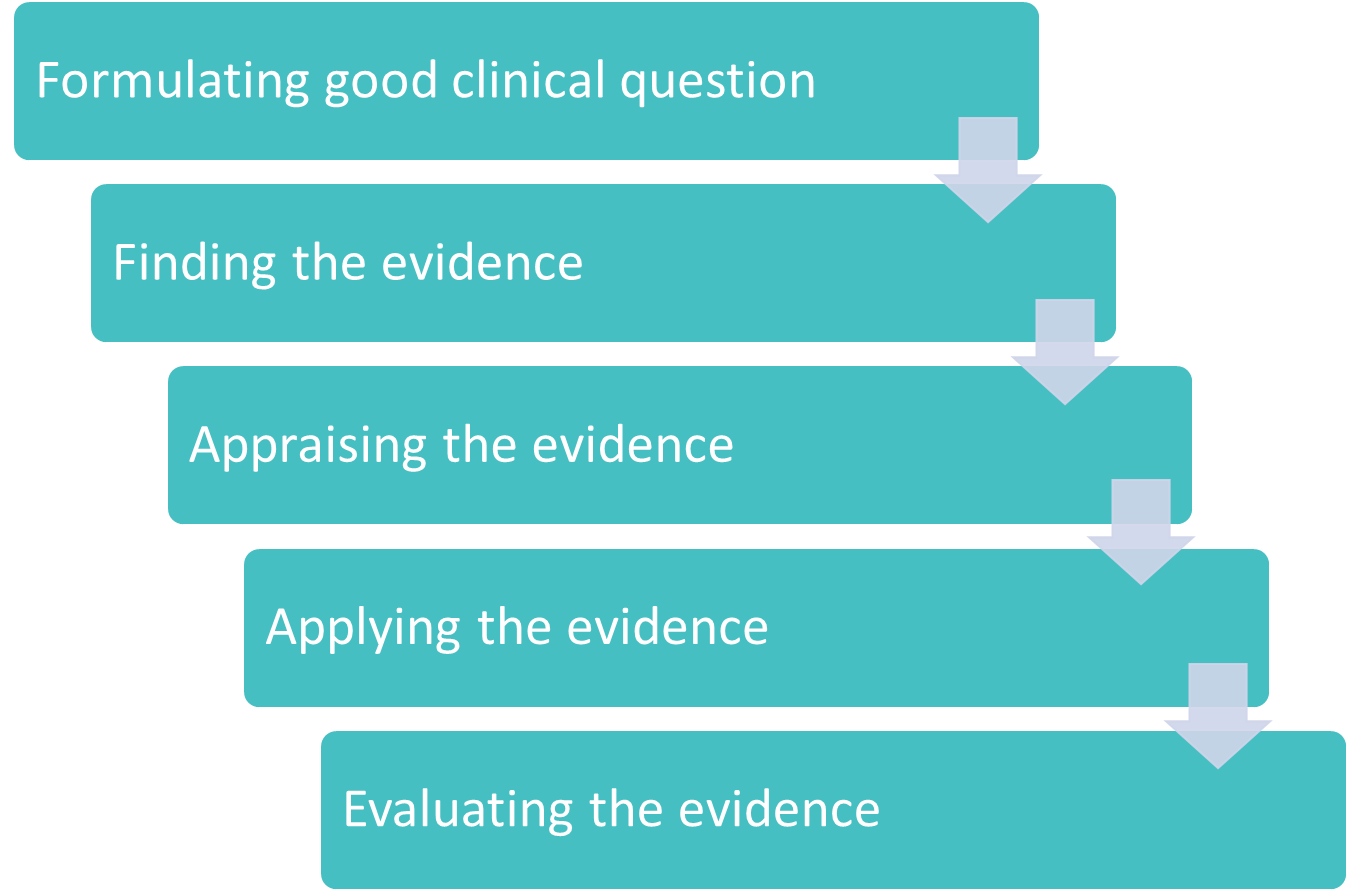 Formulating good clinical question
Finding the evidence
Appraising the evidence
Applying the evidence
Evaluating the evidence